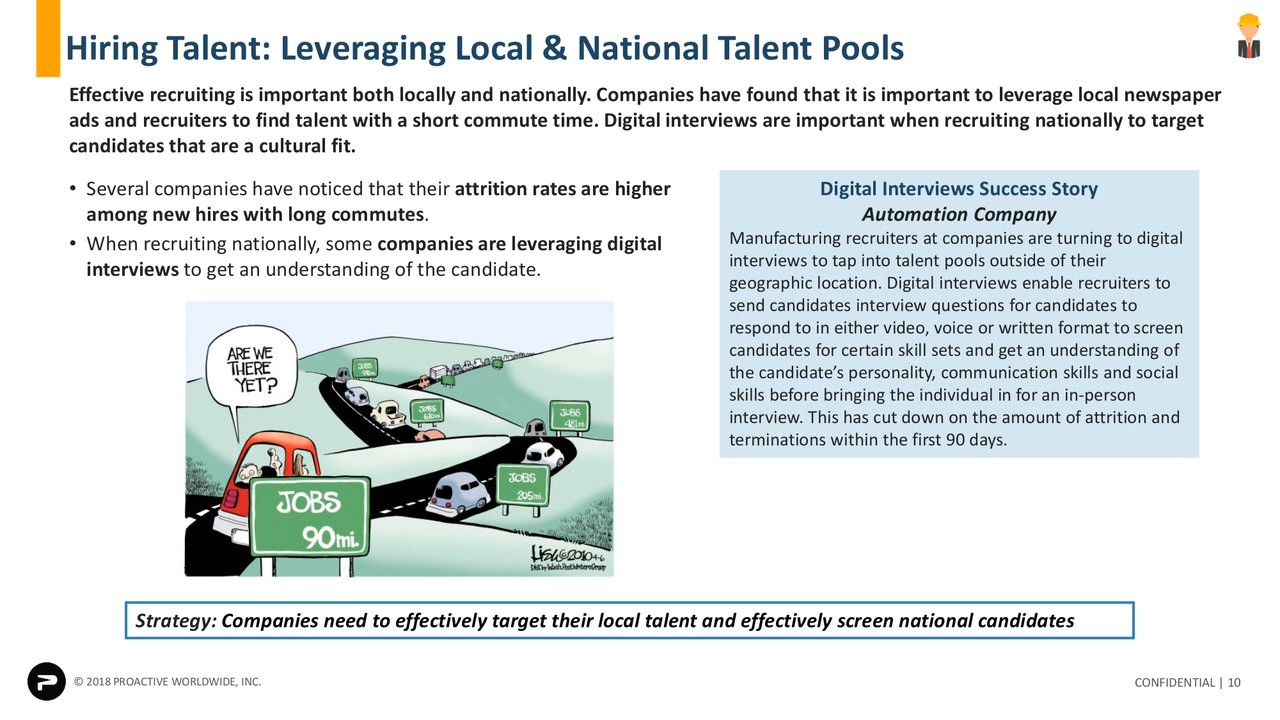 Hiring Talent: Leveraging Local & National Talent Pools
Effective recruiting is important both locally and nationally. Companies have found that it is important to leverage local newspaper
ads and recruiters to find talent with a short commute time. Digital interviews are important when recruiting nationally to target
candidates that are a cultural fit.
• Several companies have noticed that their attrition rates are higher
among new hires with long commutes.
• When recruiting nationally, some companies are leveraging digital
interviews to get an understanding of the candidate.
ARE WE
THERE
YET?
JOBS
JOBS
JOBS
481mi.
JOBS
205mi.
JOBS
90mi.
©2010
Digital Interviews Success Story
Automation Company
Manufacturing recruiters at companies are turning to digital
interviews to tap into talent pools outside of their
geographic location. Digital interviews enable recruiters to
send candidates interview questions for candidates to
respond to in either video, voice or written format to screen
candidates for certain skill sets and get an understanding of
the candidate’s personality, communication skills and social
skills before bringing the individual in for an in-person
interview. This has cut down on the amount of attrition and
terminations within the first 90 days.
Strategy: Companies need to effectively target their local talent and effectively screen national candidates
© 2018 PROACTIVE WORLDWIDE, INC.
CONFIDENTIAL | 10